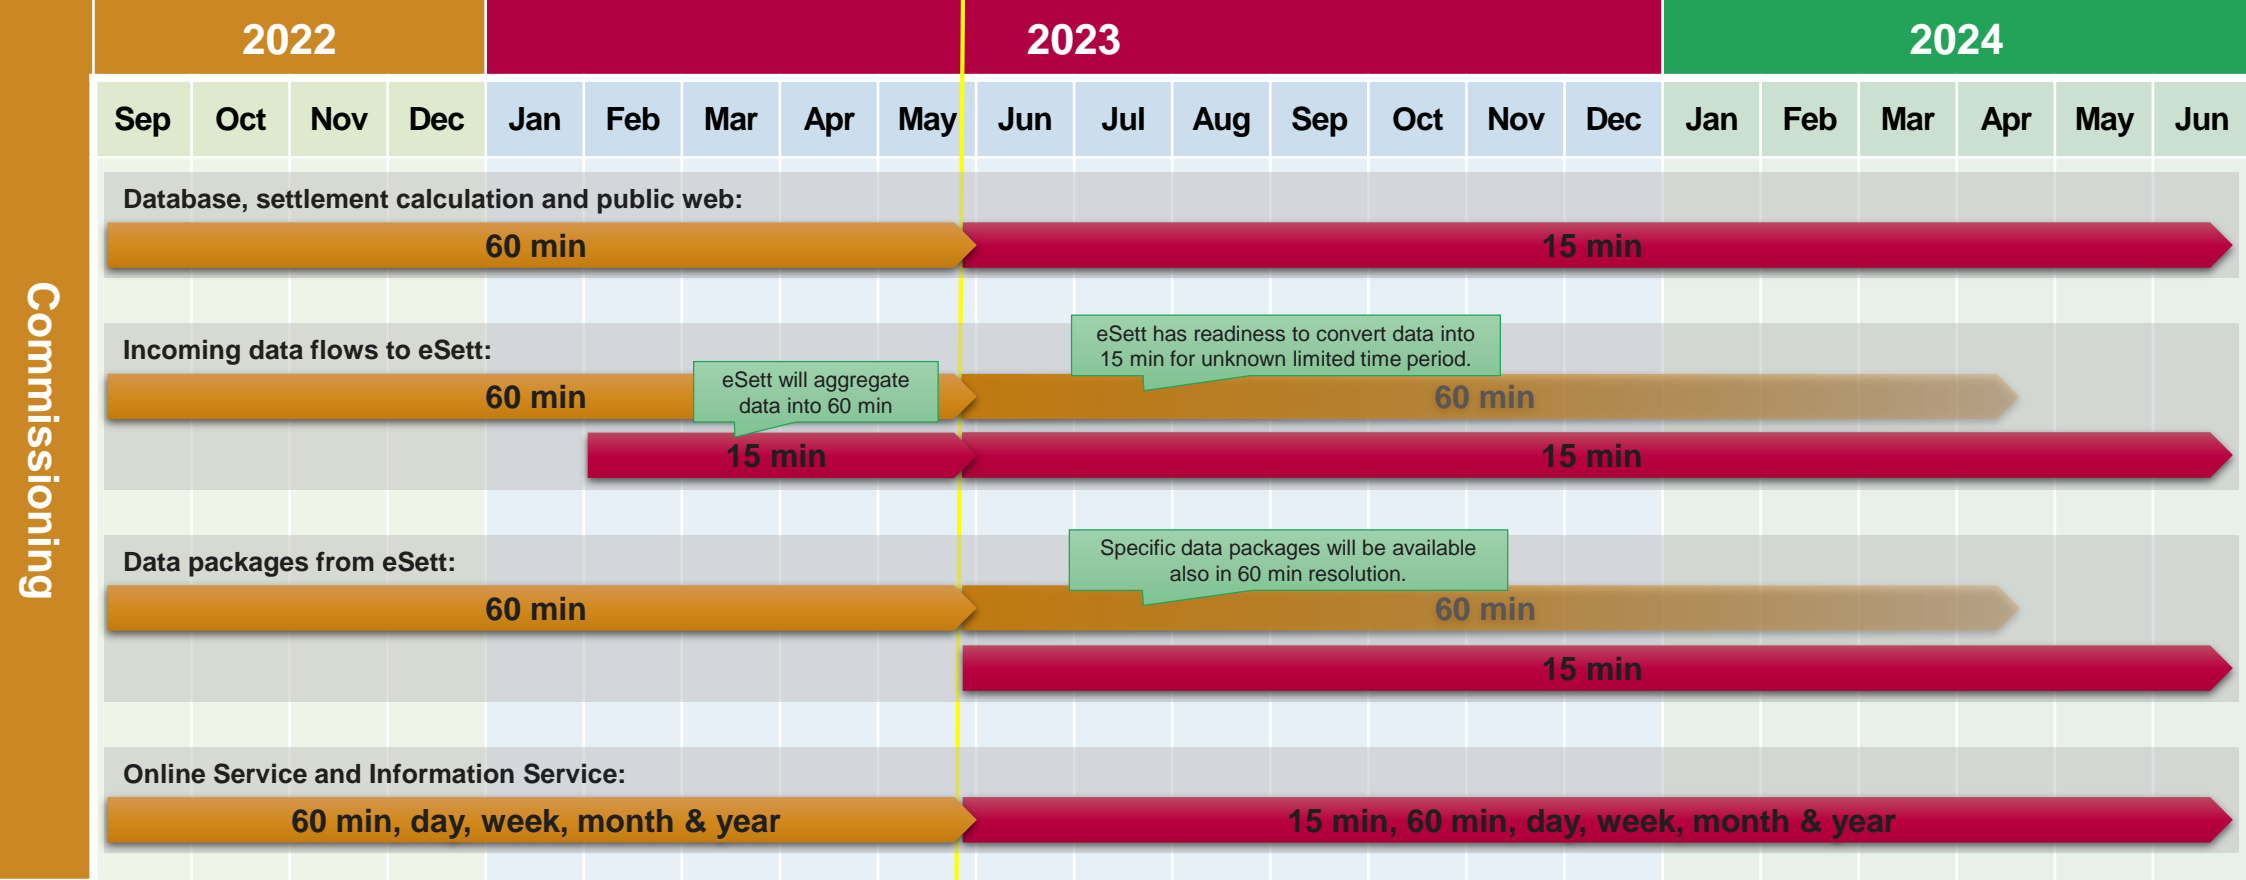 2022 2023 2024
Sep Oct Nov Dec Jan Feb Mar Apr May Jun Jul Aug Sep Oct Nov Dec Jan Feb Mar Apr May Jun
Commissioning
Database, settlement calculation and public web:
60 min 15 min
Incoming data flows to eSett:
eSett has readiness to convert data into
15 min for unknown limited time period.
eSett will aggregate
data into 60 min
60 min 60 min
15 min 15 min
Data packages from eSett:
Specific data packages will be available
also in 60 min resolution.
60 min 60 min
15 min
Online Service and Information Service:
60 min, day, week, month & year 15 min, 60 min, day, week, month & year